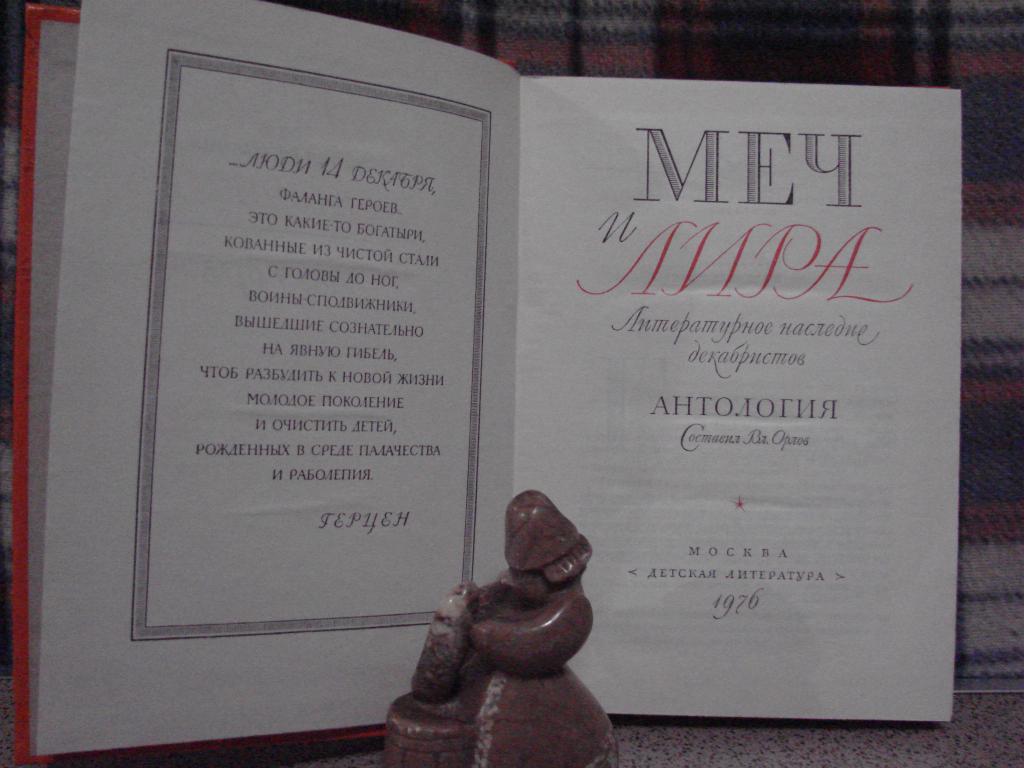 ...ЛЮДИ 14 ДЕКАБРЯ,
ФАЛАНГА ГЕРОЕВ...
ЭТО КАКИЕ-ТО БОГАТЫРИ,
КОВАННЫЕ ИЗ ЧИСТОЙ СТАЛИ
С ГОЛОВЫ ДО НОГ,
ВОИНЫ-СПОДВИЖНИКИ,
ВЫШЕДШИЕ СОЗНАТЕЛЬНО
НА ЯВНУЮ ГИБЕЛЬ,
ЧТОБ РАЗБУДИТЬ К НОВОЙ ЖИЗНИ
МОЛОДОЕ ПОКОЛЕНИЕ
И ОЧИСТИТЬ ДЕТЕЙ,
РОЖДЕННЫХ В СРЕДЕ ПАЛАЧЕСТВА
И РАБОЛЕПИЯ.
ГЕРЦЕН
МЕЧ
И ЛИРА
Литературное наследие
декабристов
АНТОЛОГИЯ
Составил Вл. Орлов
МОСКВА
< ДЕТСКАЯ ЛИТЕРАТУРА >
1976